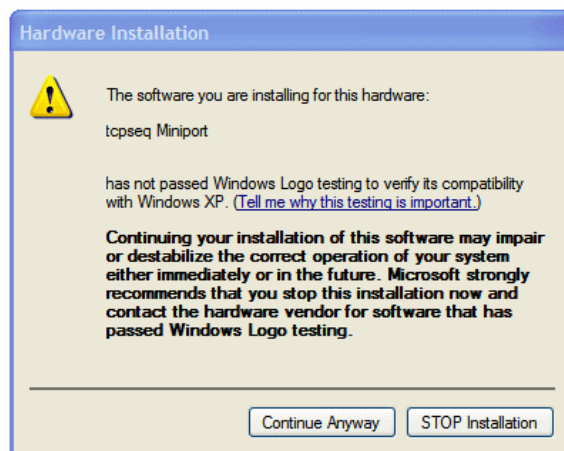 Hardware Installation
The software you are installing for this hardware:
tcpseq Miniport
has not passed Windows Logo testing to verify its compatibility
with Windows XP. (Tell me why this testing is important.)
Continuing your installation of this software may impair
or destabilize the correct operation of your system
either immediately or in the future. Microsoft strongly
recommends that you stop this installation now and
contact the hardware vendor for software that has
passed Windows Logo testing.
Continue Anyway
STOP Installation